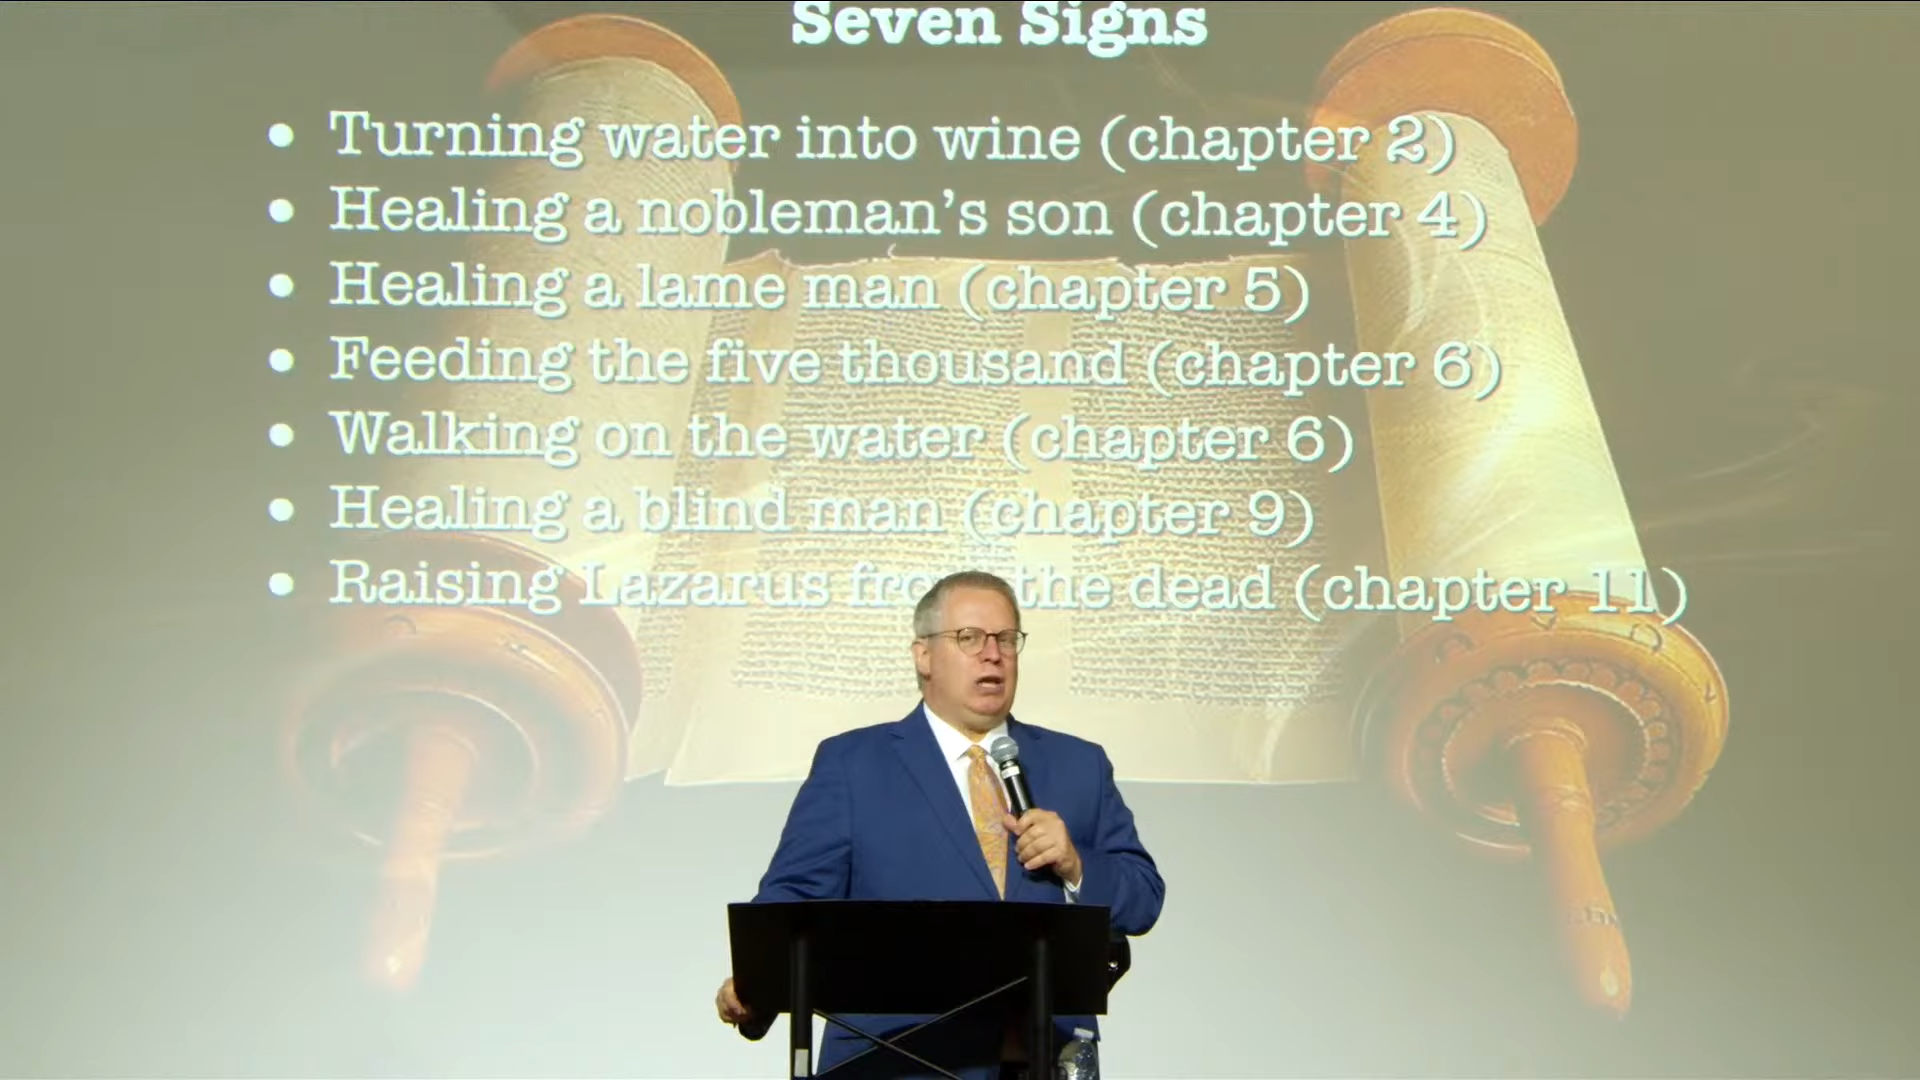 Seven Signs
• Turning water into wine (chapter 2)
• Healing a nobleman’s son (chapter 4)
• Healing a lame man (chapter 5)
• Feeding the five thousand (chapter 6)
• Walking on the water (chapter 6)
• Healing a blind man (chapter 9)
• Raising Lazarus the dead (chapter 11)